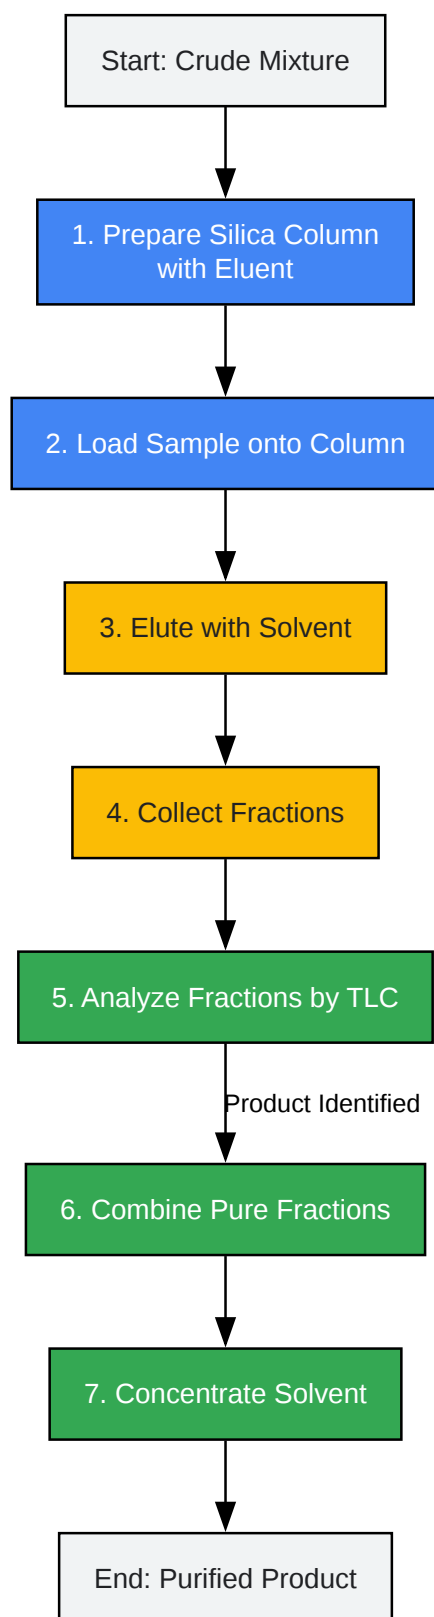 Start: Crude Mixture
1. Prepare Silica Column
with Eluent
2. Load Sample onto Column
3. Elute with Solvent
4. Collect Fractions
5. Analyze Fractions by TLC
Product Identified
6. Combine Pure Fractions
7. Concentrate Solvent
End: Purified Product